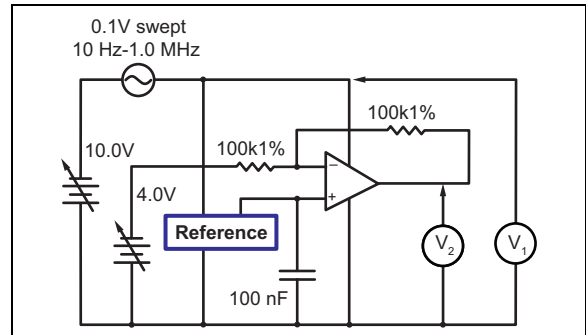 0.1V swept
10 Hz-1.0 MHz
100k1%
100k1%
10.0V
4.0V
−
+
Reference
V2
V1
100 nF